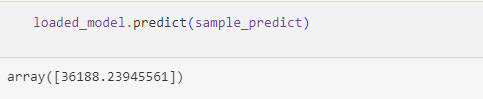 loaded_model.predict(sample_predict)
array([36188.23945561])